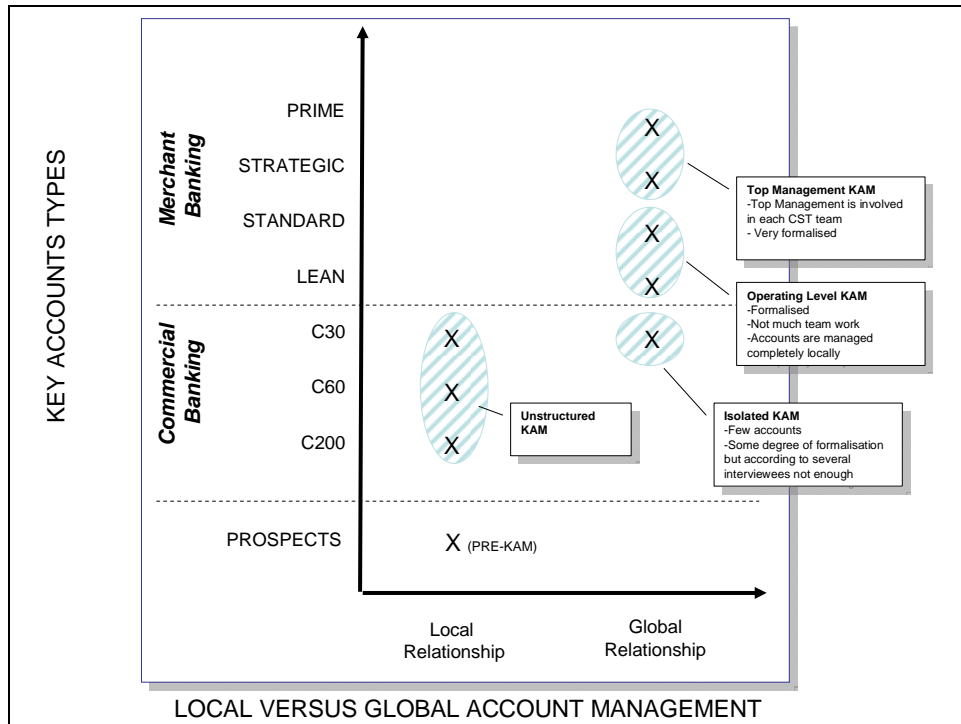 KEY ACCOUNTS TYPES
Merchant
Banking
PRIME
STRATEGIC
STANDARD
LEAN
Commercial
Banking
C30
C60
C200
PROSPECTS
X
X
X
X
X
X
X
X
X (PRE-KAM)
Top Management KAM
-Top Management is involved
in each CST team
- Very formalised
Operating Level KAM
-Formalised
-Not much team work
-Accounts are managed
completely locally
Unstructured
KAM
Isolated KAM
-Few accounts
-Some degree of formalisation
but according to several
interviewees not enough
Local
Relationship
Global
Relationship
LOCAL VERSUS GLOBAL ACCOUNT MANAGEMENT